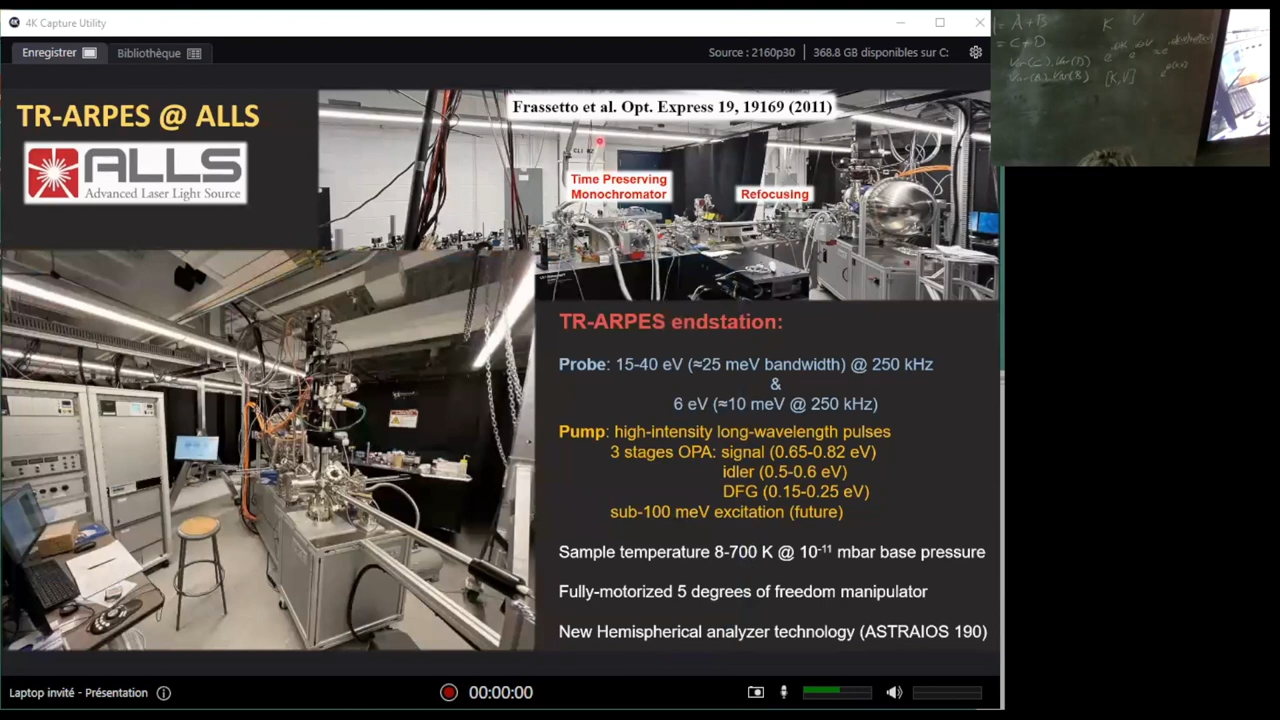 4K Capture Utility
Enregistrer
Bibliothèque
Source : 2160p30
368.8 GB disponibles sur C:
TR-ARPES @ ALLS
ALLS
Advanced Laser Light Source
Frassetto et al. Opt. Express 19, 19169 (2011)
Time Preserving
Monochromator
Refocusing
TR-ARPES endstation:
Probe: 15-40 eV (≈25 meV bandwidth) @ 250 kHz
&
6 eV (≈10 meV @ 250 kHz)
Pump: high-intensity long-wavelength pulses
3 stages OPA: signal (0.65-0.82 eV)
idler (0.5-0.6 eV)
DFG (0.15-0.25 eV)
sub-100 meV excitation (future)
Sample temperature 8-700 K @ 10⁻¹¹ mbar base pressure
Fully-motorized 5 degrees of freedom manipulator
New Hemispherical analyzer technology (ASTRAIOS 190)
Laptop invité - Présentation
00:00:00
= A + B
K V
= C + D
Var(C), Var(D)
Var(A), Var(B)
[K,V]